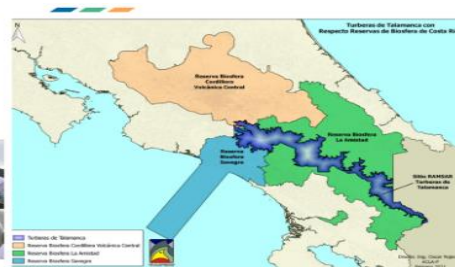 N
Turberas de Talamanca con
Respecto Reservas de Biosfera de Costa Ri
Reserva Biosfera
Cordillera
Volcánica Central
Reserva Biosfera
La Amistad
Reserva
Biosfera
Savegre
Sitio RAMSAR
Turberas de
Talamanca
Turberas de Talamanca
Reserva Biosfera Cordillera Volcánica Central
Reserva Biosfera La Amistad
Reserva Biosfera Savegre